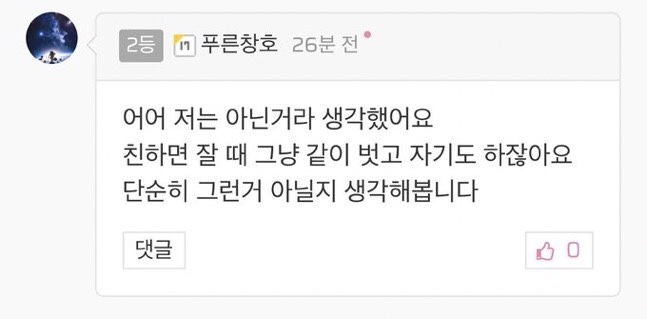 2등 17 푸른창호 26분 전
어어 저는 아닌거라 생각했어요
친하면 잘 때 그냥 같이 벗고 자기도 하잖아요
단순히 그런거 아닐지 생각해봅니다
댓글 0